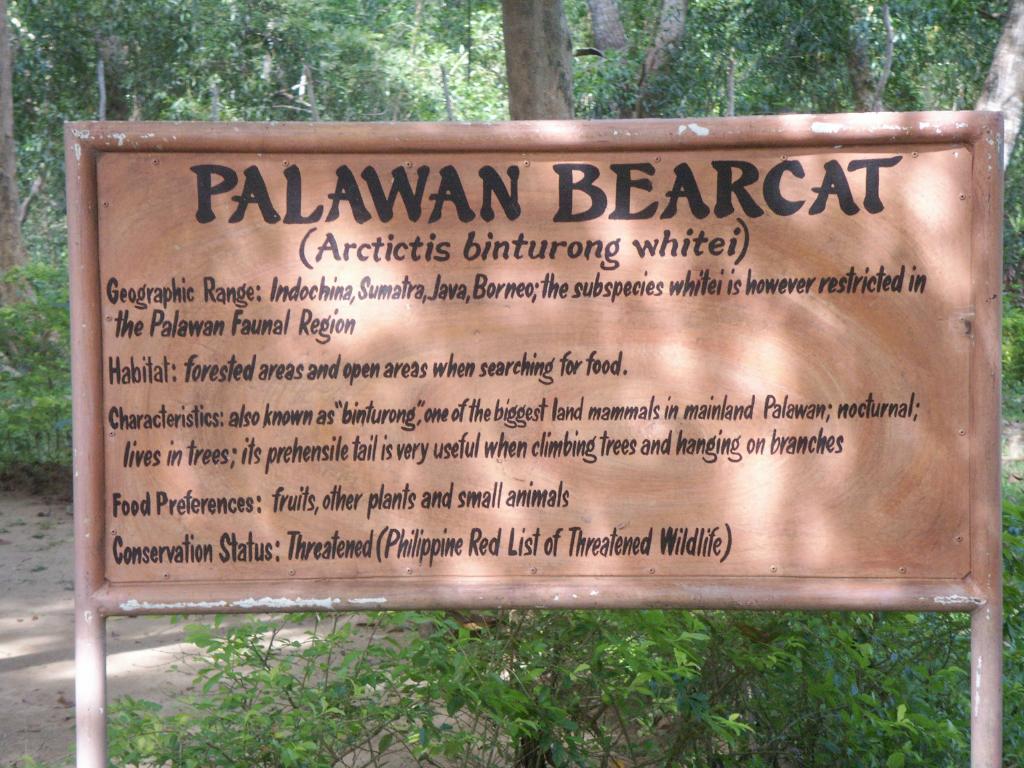 PALAWAN BEARCAT
(Arctictis binturong whitei)
Geographic Range: Indochina, Sumatra, Java, Borneo; the subspecies whitei is however restricted in
the Palawan Faunal Region
Habitat: forested areas and open areas when searching for food.
Characteristics: also known as "binturong", one of the biggest land mammals in mainland Palawan; nocturnal;
lives in trees; its prehensile tail is very useful when climbing trees and hanging on branches
Food Preferences: fruits, other plants and small animals
Conservation Status: Threatened (Philippine Red List of Threatened Wildlife)